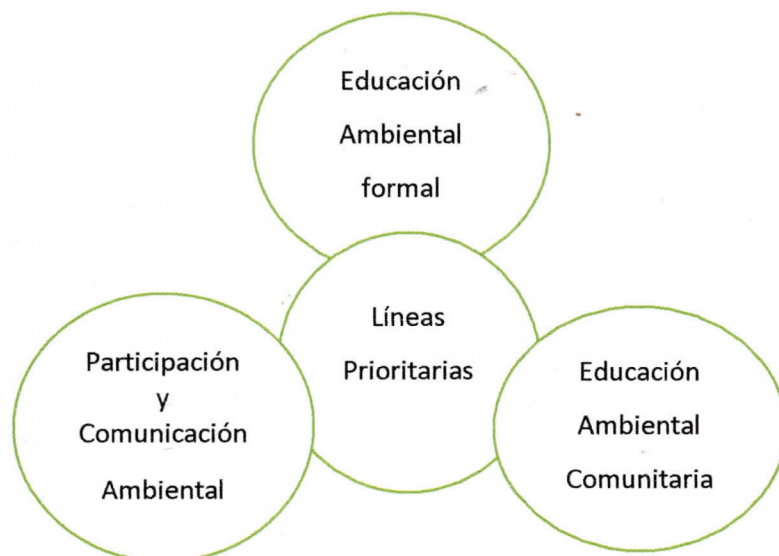 Educación
Ambiental
formal
Líneas
Prioritarias
Participación
y
Comunicación
Ambiental
Educación
Ambiental
Comunitaria